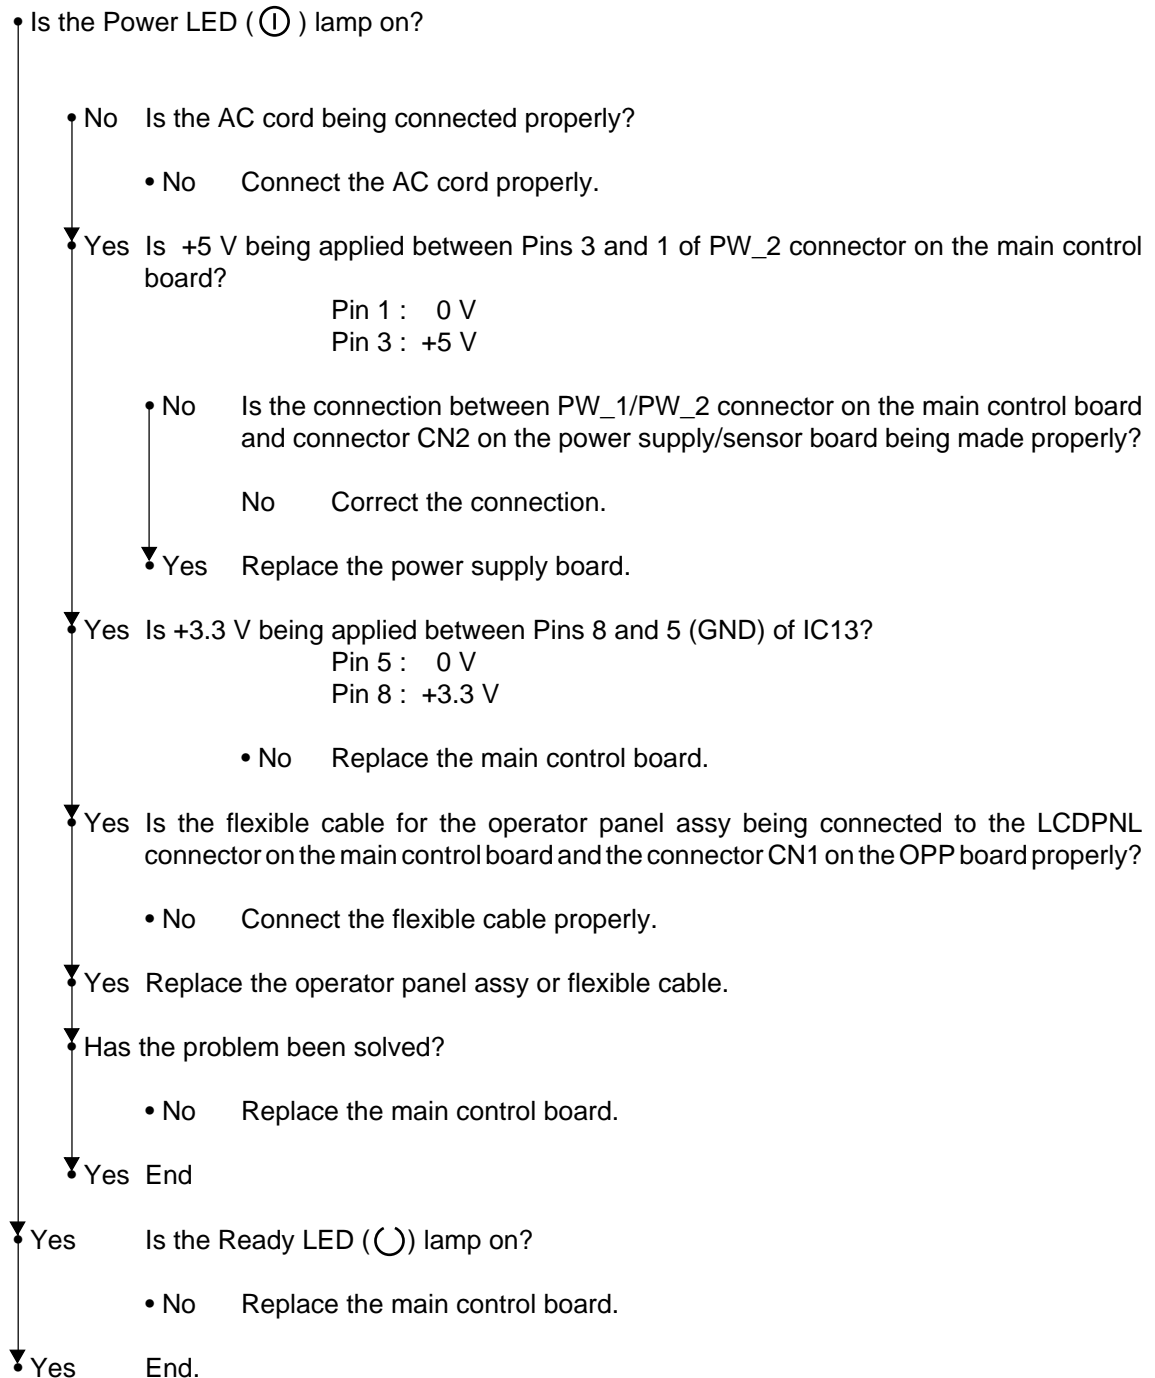 • Is the Power LED ( ) lamp on?
• No Is the AC cord being connected properly?
• No Connect the AC cord properly.
• Yes Is +5 V being applied between Pins 3 and 1 of PW_2 connector on the main control
board?
Pin 1 : 0 V
Pin 3 : +5 V
• No Is the connection between PW_1/PW_2 connector on the main control board
and connector CN2 on the power supply/sensor board being made properly?
No Correct the connection.
• Yes Replace the power supply board.
• Yes Is +3.3 V being applied between Pins 8 and 5 (GND) of IC13?
Pin 5 : 0 V
Pin 8 : +3.3 V
• No Replace the main control board.
• Yes Is the flexible cable for the operator panel assy being connected to the LCDPNL
connector on the main control board and the connector CN1 on the OPP board properly?
• No Connect the flexible cable properly.
• Yes Replace the operator panel assy or flexible cable.
• Has the problem been solved?
• No Replace the main control board.
• Yes End
• Yes Is the Ready LED ( ) lamp on?
• No Replace the main control board.
• Yes End.